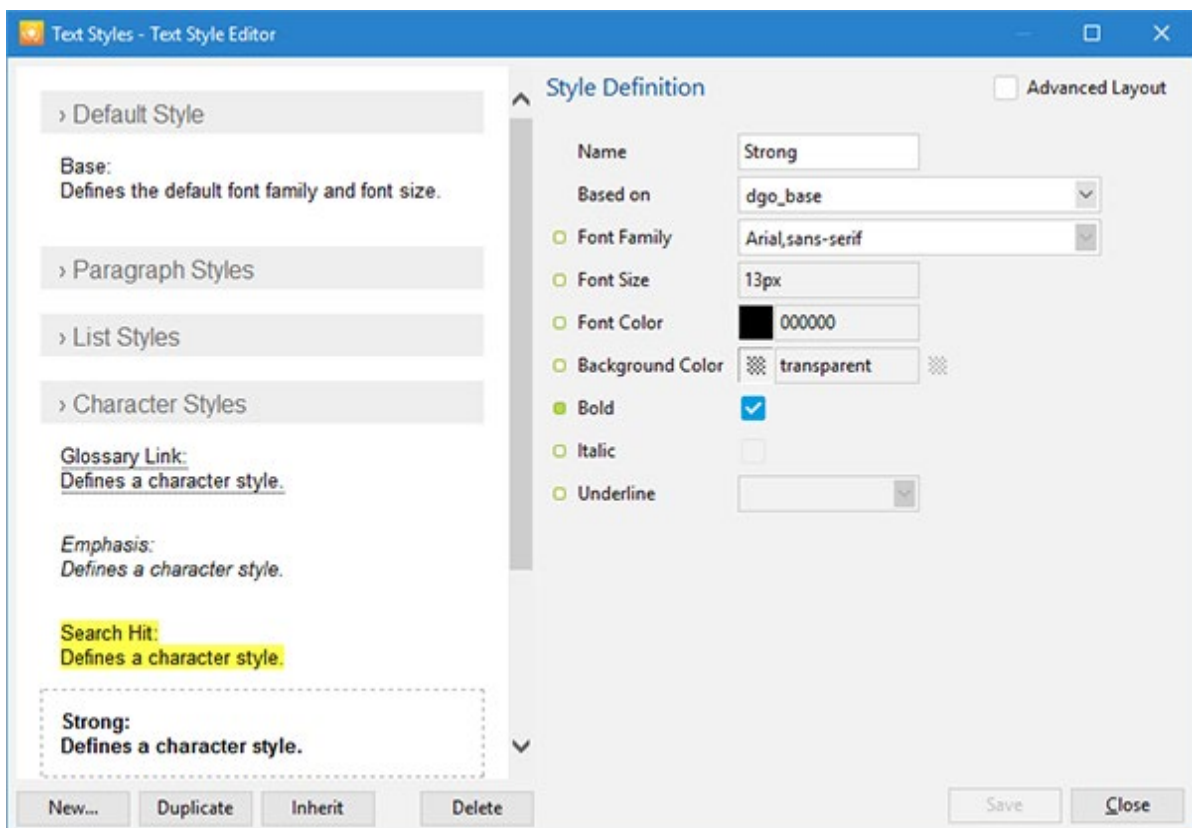 Text Styles - Text Style Editor
› Default Style
Base:
Defines the default font family and font size.
› Paragraph Styles
› List Styles
› Character Styles
Glossary Link:
Defines a character style.
Emphasis:
Defines a character style.
Search Hit:
Defines a character style.
Strong:
Defines a character style.
New...
Duplicate
Inherit
Delete
Style Definition
Advanced Layout
Name
Strong
Based on
dgo_base
Font Family
Arial,sans-serif
Font Size
13px
Font Color
000000
Background Color
transparent
Bold
Italic
Underline
Save
Close